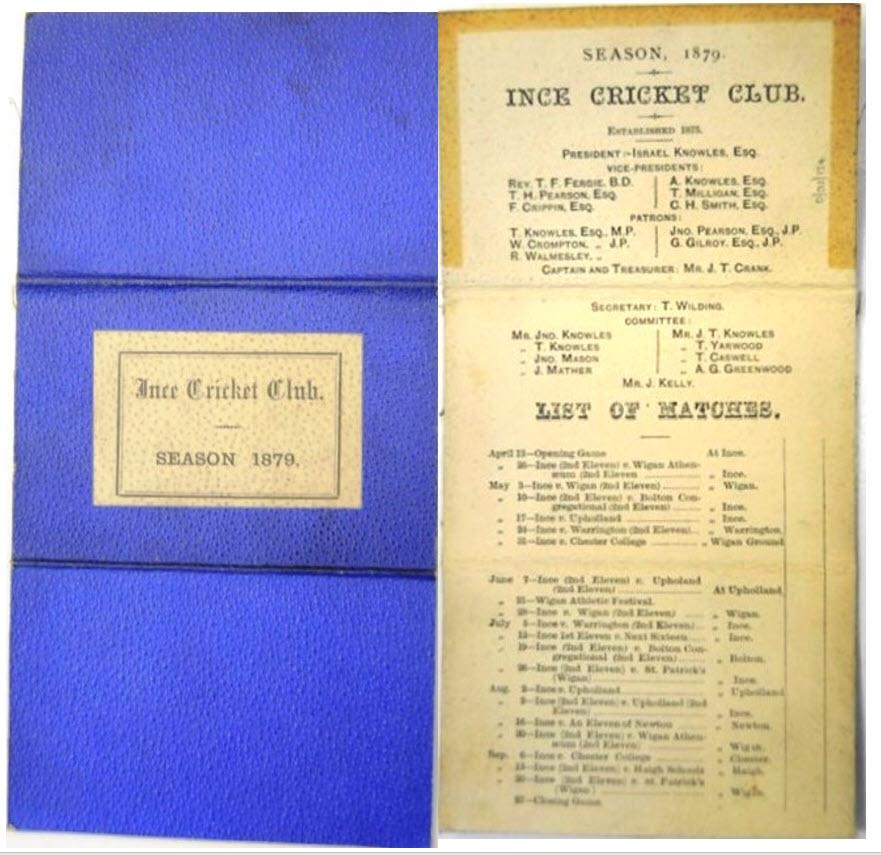 Ince Cricket Club.
SEASON 1879.
SEASON, 1879.
INCE CRICKET CLUB.
ESTABLISHED 1875.
PRESIDENT:-ISRAEL KNOWLES, ESQ.
VICE-PRESIDENTS:
REV. T. F. FERGIE, B.D. A. KNOWLES, ESQ.
T. H. PEARSON, ESQ. T. MILLIGAN, ESQ.
F. CRIPPIN, ESQ. C. H. SMITH, ESQ.
PATRONS:
T. KNOWLES, ESQ., M.P. JNO. PEARSON, ESQ., J.P.
W. CROMPTON, „ J.P. G. GILROY, ESQ., J.P.
R. WALMESLEY, „
CAPTAIN AND TREASURER: MR. J. T. CRANK.
SECRETARY: T. WILDING.
COMMITTEE:
MR. JNO. KNOWLES MR. J. T. KNOWLES
„ T. KNOWLES „ T. YARWOOD
„ JNO. MASON „ T. CASWELL
„ J. MATHER „ A. G. GREENWOOD
MR. J. KELLY.
LIST OF MATCHES.
April —Opening Game At Ince.
„ 26—Ince (2nd Eleven) v. Wigan Athen-
æum (2nd Eleven „ Ince.
May 3—Ince v. Wigan (2nd Eleven) „ Wigan.
„ 10—Ince (2nd Eleven) v. Bolton Con-
gregational (2nd Eleven) „ Ince.
„ 17—Ince v. Upholland „ Ince.
„ 24—Ince v. Warrington (2nd Eleven) „ Warrington.
„ 31—Ince v. Chester College „ Wigan Ground
June 7—Ince (2nd Eleven) v. Upholand
(2nd Eleven) At Upholland.
„ 21—Wigan Athletic Festival.
„ 28—Ince v. Wigan (2nd Eleven) „ Wigan.
July 5—Ince v. Warrington (2nd Eleven) „ Ince.
„ 12—Ince 1st Eleven v. Next Sixteen „ Ince.
„ 19—Ince (2nd Eleven) v. Bolton Con-
gregational (2nd Eleven) „ Bolton.
„ 26—Ince (2nd Eleven) v. St. Patrick's
(Wigan) „ Ince.
Aug. 2—Ince v. Upholland „ Upholland
„ Ince (2nd Eleven) v. Upholland (2nd
Eleven) „ Ince.
„ 16—Ince v. An Eleven of Newton „ Newton.
„ 30—Ince (2nd Eleven) v. Wigan Athen-
æum (2nd Eleven) „ Wigan.
Sep. 6—Ince v. Chester College „ Chester.
„ 13—Ince (2nd Eleven) v. Haigh Schools „ Haigh.
„ 20—Ince (2nd Eleven) v. St. Patrick's
(Wigan) „ Wigan.
27—Closing Game.